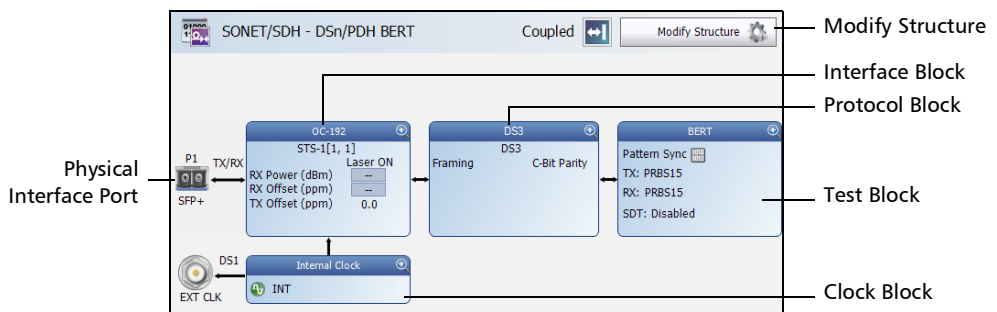 SONET/SDH - DSn/PDH BERT
Coupled
Modify Structure
Modify Structure
Interface Block
Protocol Block
Physical
Interface Port
P1
TX/RX
SFP+
OC-192
STS-1[1, 1]
Laser ON
RX Power (dBm) --
RX Offset (ppm) --
TX Offset (ppm) 0.0
DS3
DS3
Framing C-Bit Parity
BERT
Pattern Sync
TX: PRBS15
RX: PRBS15
SDT: Disabled
Test Block
DS1
EXT CLK
Internal Clock
INT
Clock Block